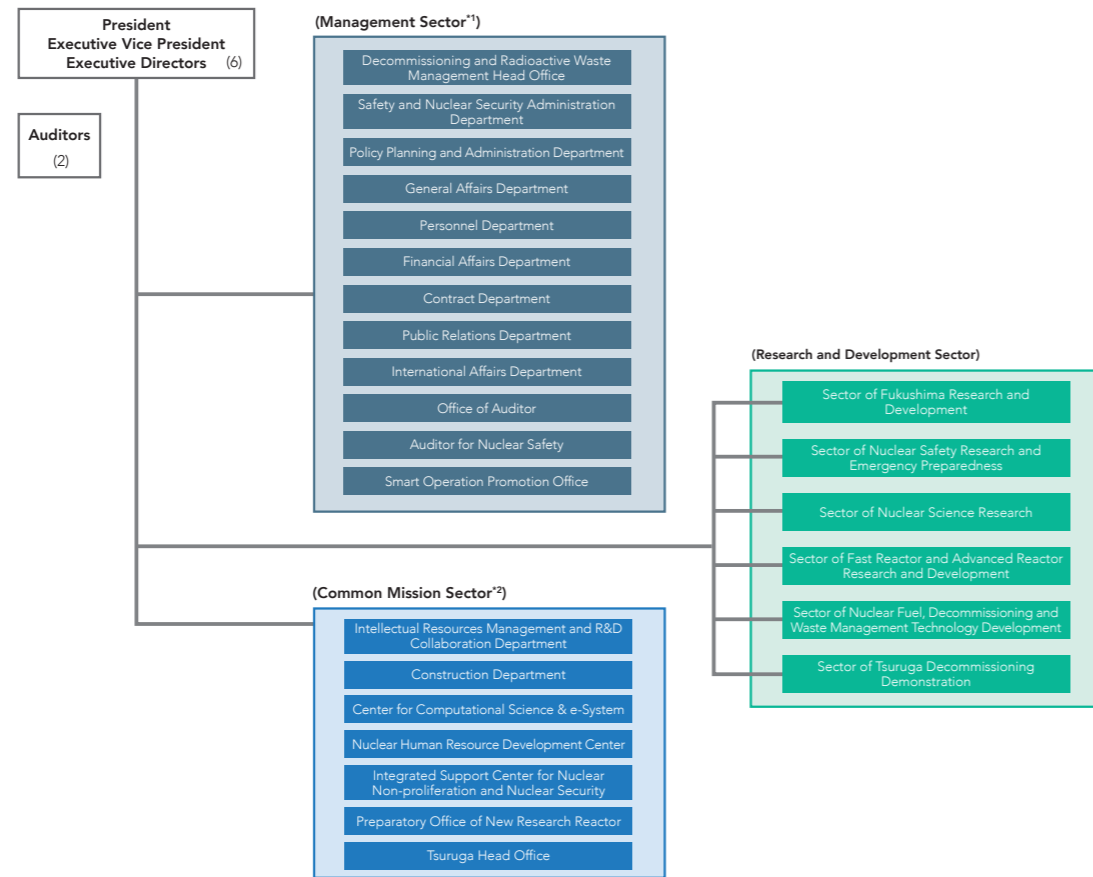 President
Executive Vice President
Executive Directors (6)
Auditors
(2)
(Management Sector*1)
Decommissioning and Radioactive Waste
Management Head Office
Safety and Nuclear Security Administration
Department
Policy Planning and Administration Department
General Affairs Department
Personnel Department
Financial Affairs Department
Contract Department
Public Relations Department
International Affairs Department
Office of Auditor
Auditor for Nuclear Safety
Smart Operation Promotion Office
(Research and Development Sector)
Sector of Fukushima Research and
Development
Sector of Nuclear Safety Research and
Emergency Preparedness
Sector of Nuclear Science Research
Sector of Fast Reactor and Advanced Reactor
Research and Development
Sector of Nuclear Fuel, Decommissioning and
Waste Management Technology Development
Sector of Tsuruga Decommissioning
Demonstration
(Common Mission Sector*2)
Intellectual Resources Management and R&D
Collaboration Department
Construction Department
Center for Computational Science & e-System
Nuclear Human Resource Development Center
Integrated Support Center for Nuclear
Non-proliferation and Nuclear Security
Preparatory Office of New Research Reactor
Tsuruga Head Office